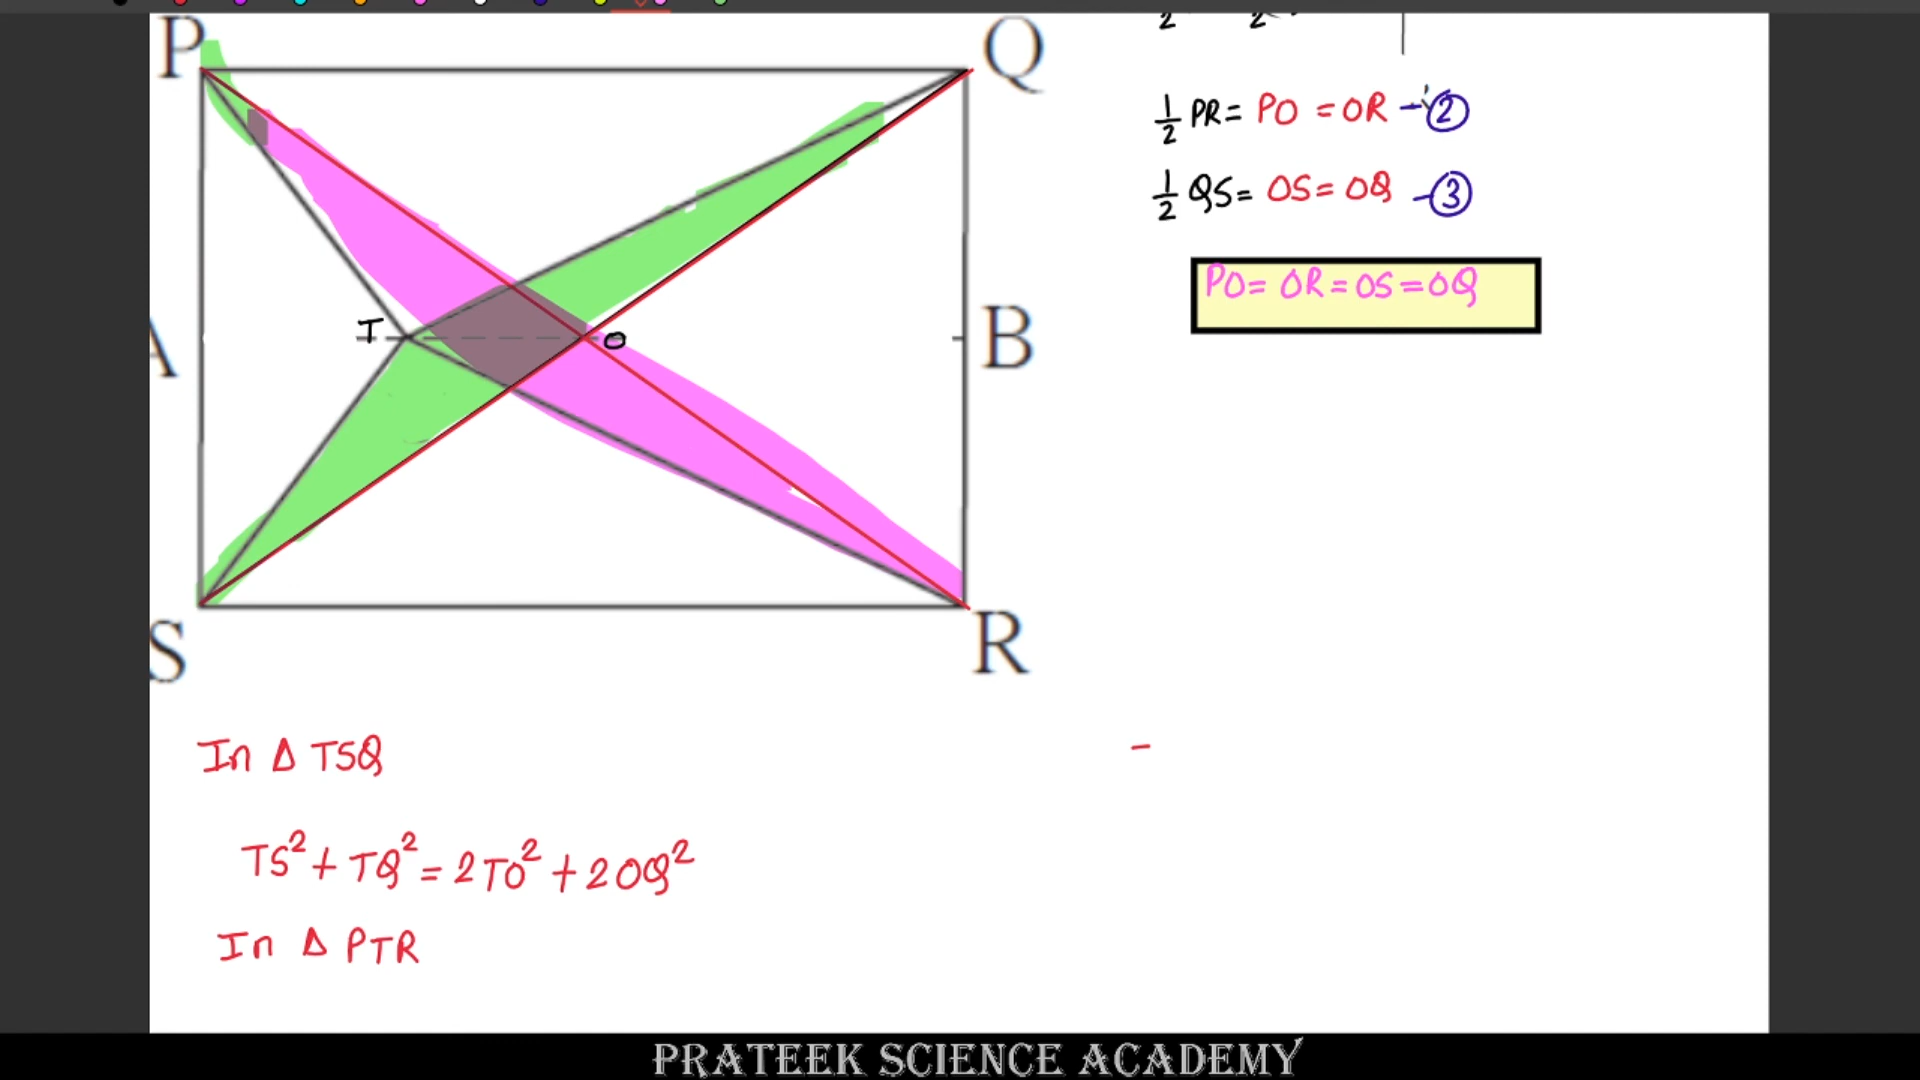 P
Q
A
T
O
B
S
R
½ PR = PO = OR - ②
½ QS = OS = OQ - ③
PO = OR = OS = OQ
In Δ TSQ
-
TS² + TQ² = 2TO² + 2OQ²
In Δ PTR
PRATEEK SCIENCE ACADEMY